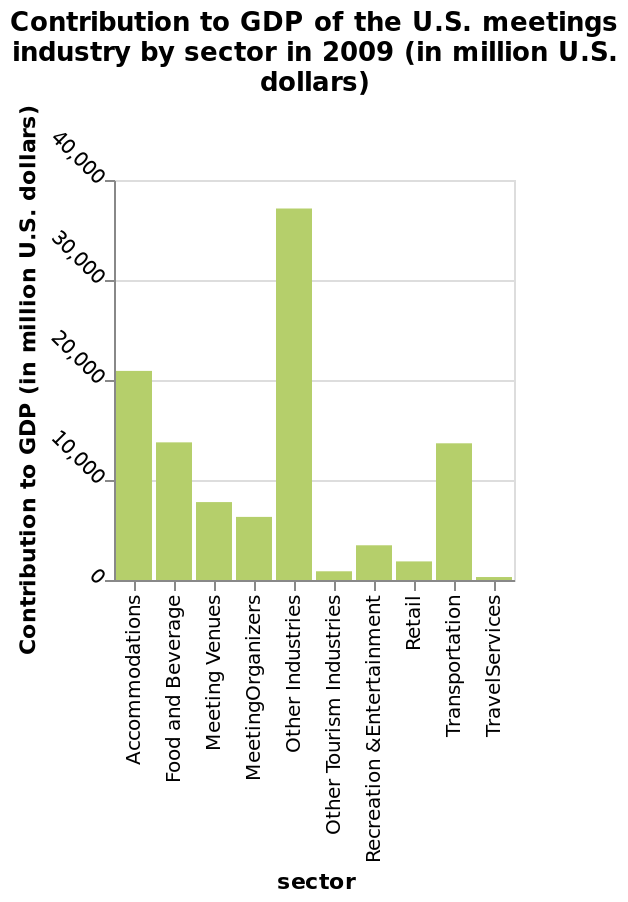 Contribution to GDP of the U.S. meetings
industry by sector in 2009 (in million U.S.
dollars)
Contribution to GDP (in million U.S. dollars)
40,000
30,000
20,000
10,000
0
Accommodations
Food and Beverage
Meeting Venues
MeetingOrganizers
Other Industries
Other Tourism Industries
Recreation &Entertainment
Retail
Transportation
TravelServices
sector